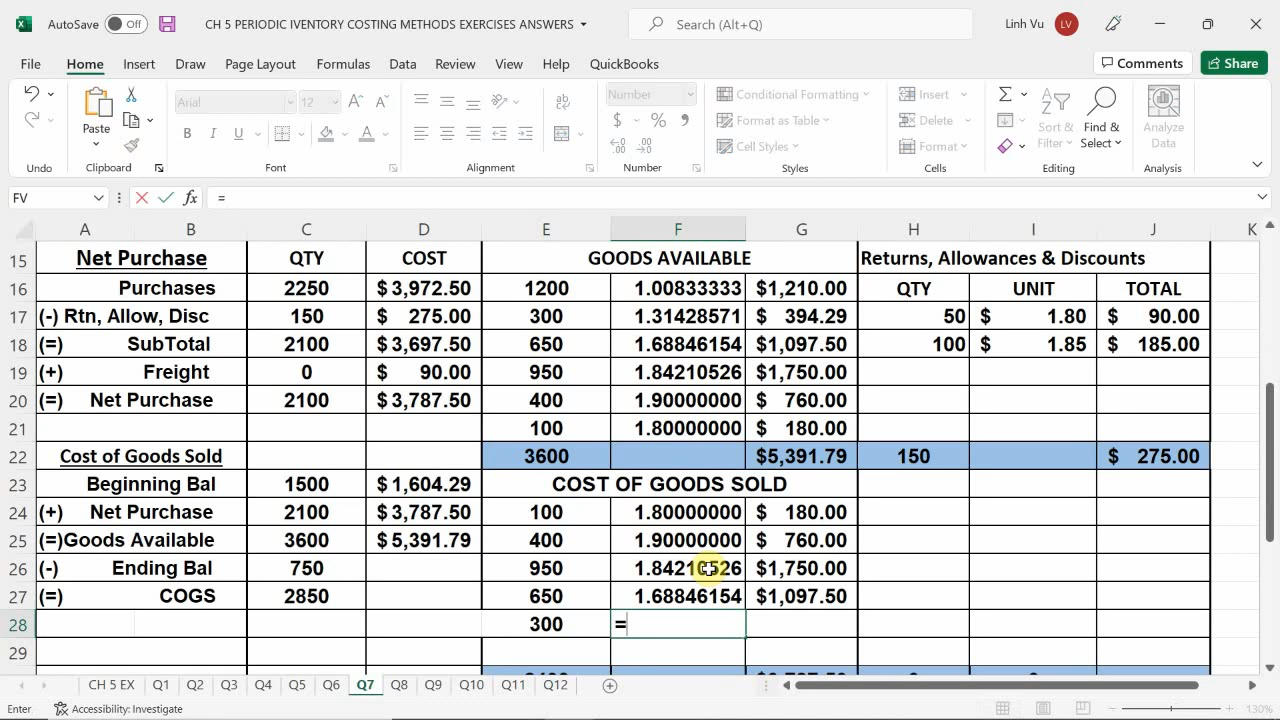 AutoSave Off CH 5 PERIODIC IVENTORY COSTING METHODS.EXERCISES ANSWERS Search (Alt+Q) Linh Vu LV
File Home Insert Draw Page Layout Formulas Data Review View Help QuickBooks Comments Share
Arial 12 ab Number Conditional Formatting Insert
Paste B I U $ % , Format as Table Delete Sort & Filter Find & Select Analyze Data
Cell Styles Format
Undo Clipboard Font Alignment Number Styles Cells Editing Analysis
FV fx =
A B C D E F G H I J K
15 Net Purchase QTY COST GOODS AVAILABLE Returns, Allowances & Discounts
16 Purchases 2250 $3,972.50 1200 1.00833333 $1,210.00 QTY UNIT TOTAL
17 (-) Rtn, Allow, Disc 150 $ 275.00 300 1.31428571 $ 394.29 50 $ 1.80 $ 90.00
18 (=) SubTotal 2100 $3,697.50 650 1.68846154 $1,097.50 100 $ 1.85 $ 185.00
19 (+) Freight 0 $ 90.00 950 1.84210526 $1,750.00
20 (=) Net Purchase 2100 $3,787.50 400 1.90000000 $ 760.00
21 100 1.80000000 $ 180.00
22 Cost of Goods Sold 3600 $5,391.79 150 $ 275.00
23 Beginning Bal 1500 $1,604.29 COST OF GOODS SOLD
24 (+) Net Purchase 2100 $3,787.50 100 1.80000000 $ 180.00
25 (=)Goods Available 3600 $5,391.79 400 1.90000000 $ 760.00
26 (-) Ending Bal 750 950 1.84210526 $1,750.00
27 (=) COGS 2850 650 1.68846154 $1,097.50
28 300 =
29
CH 5 EX Q1 Q2 Q3 Q4 Q5 Q6 Q7 Q8 Q9 Q10 Q11 Q12
Enter Accessibility: Investigate 130%